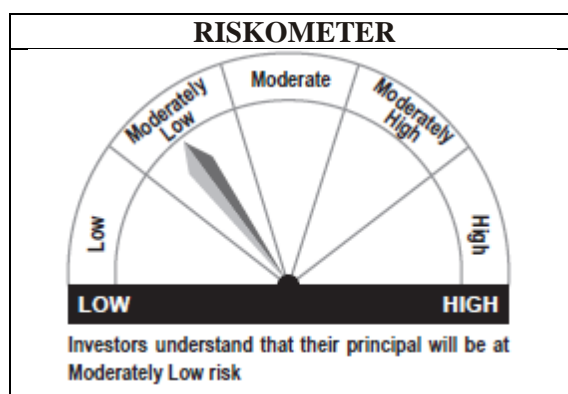 RISKOMETER
Moderate
Moderately
Low
Moderately
High
Low
High
LOW
HIGH
Investors understand that their principal will be at
Moderately Low risk